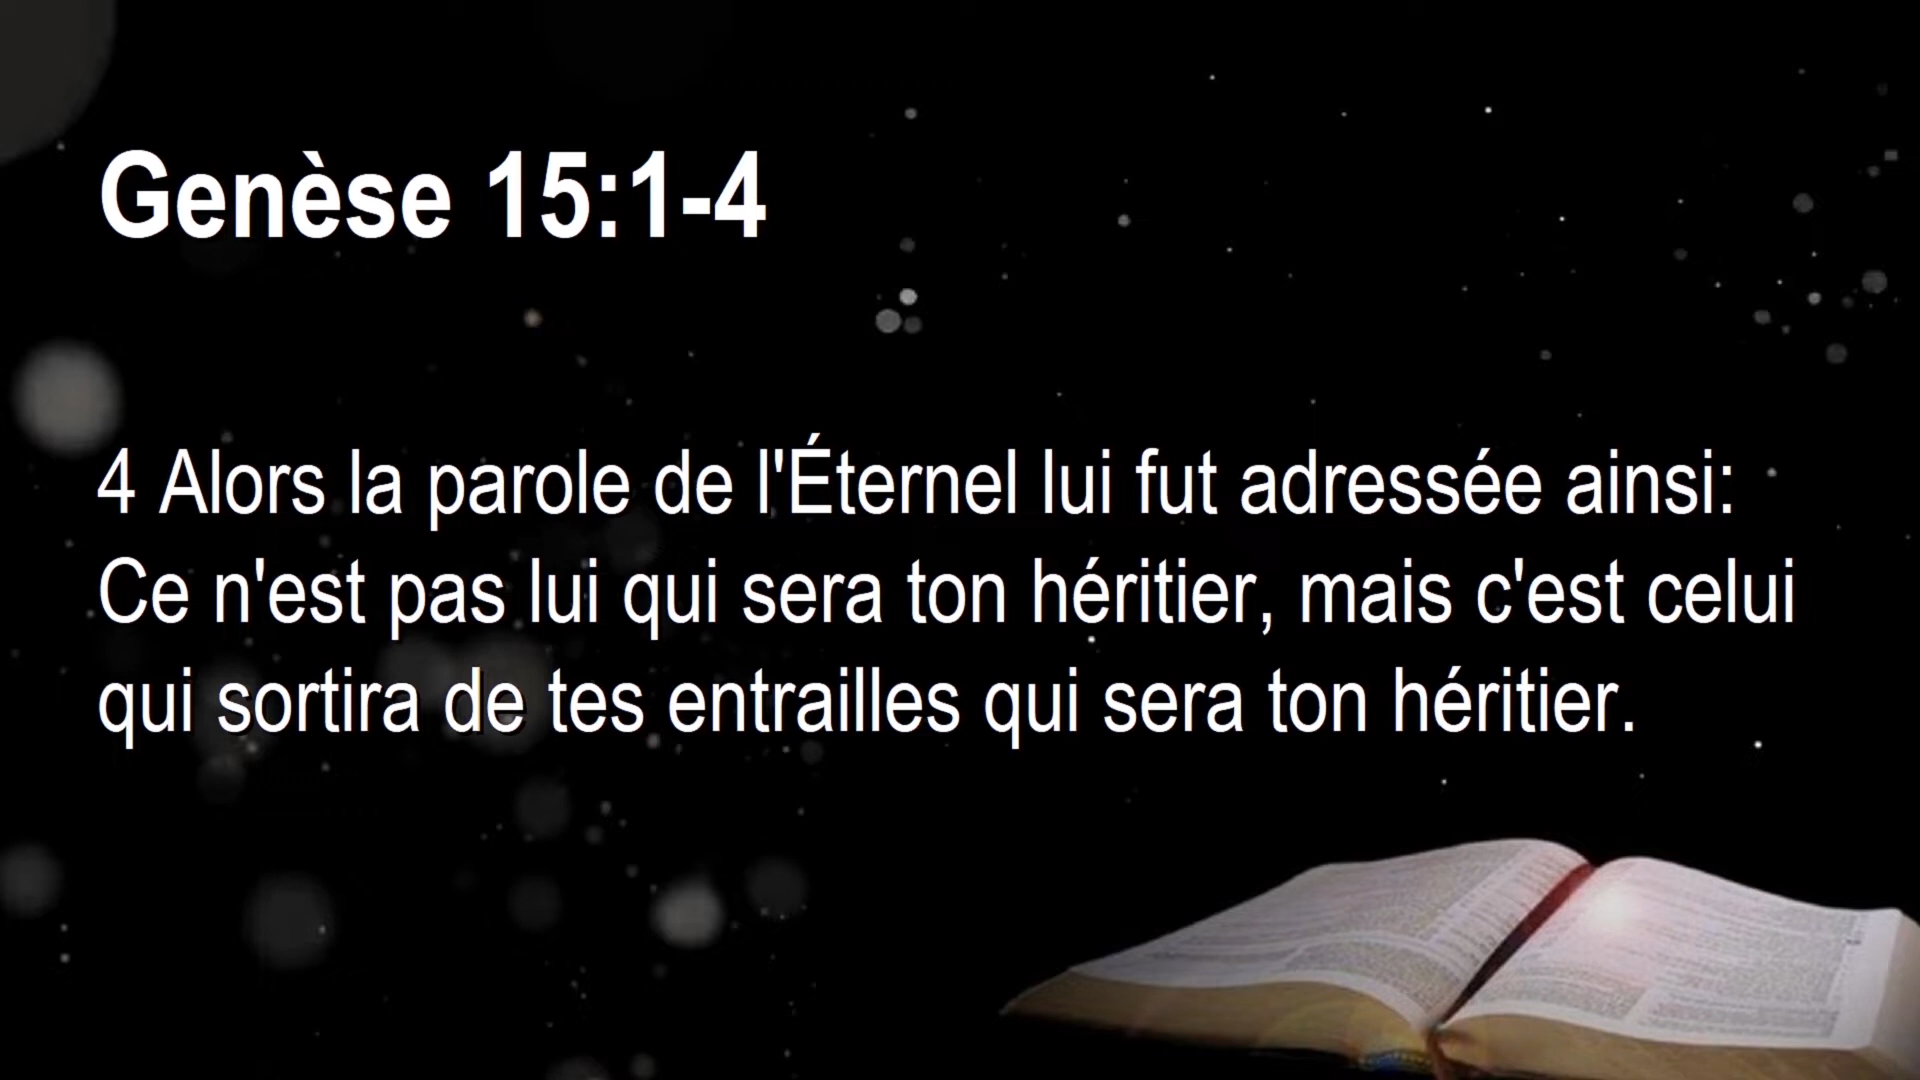 Genèse 15:1-4
4 Alors la parole de l'Éternel lui fut adressée ainsi:
Ce n'est pas lui qui sera ton héritier, mais c'est celui
qui sortira de tes entrailles qui sera ton héritier.